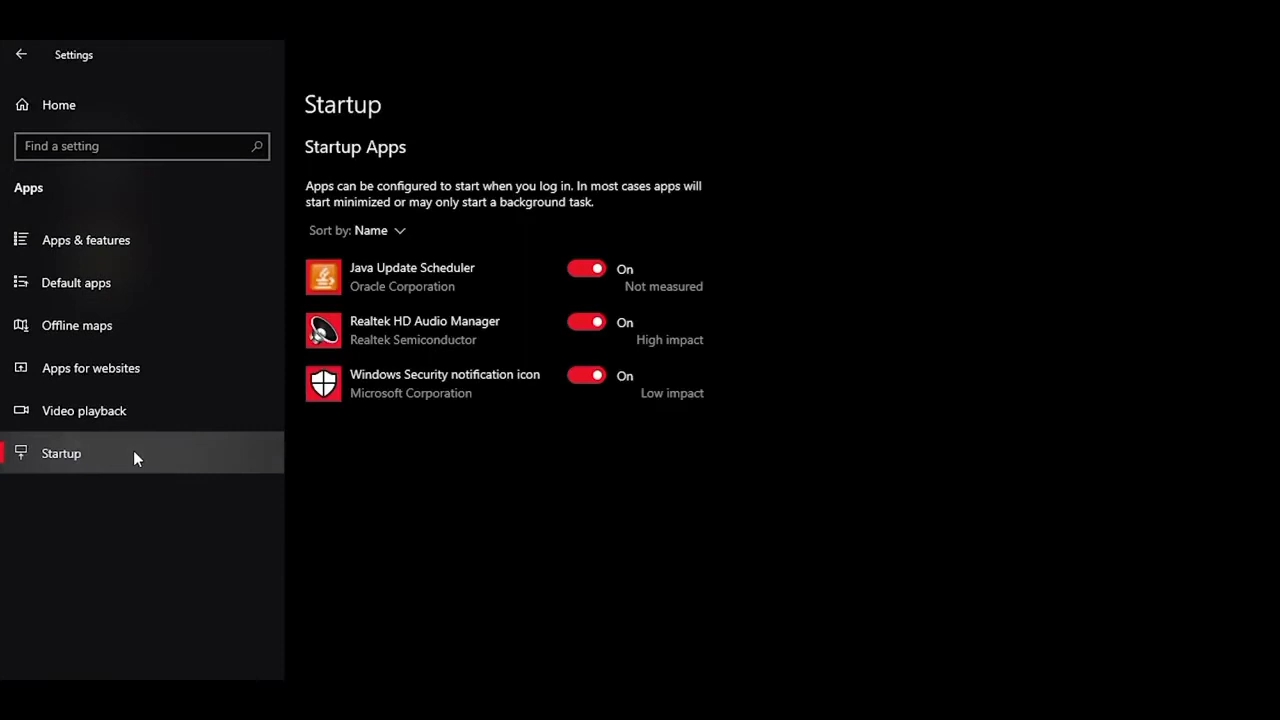 Settings
Home
Find a setting
Apps
Apps & features
Default apps
Offline maps
Apps for websites
Video playback
Startup
Startup
Startup Apps
Apps can be configured to start when you log in. In most cases apps will
start minimized or may only start a background task.
Sort by: Name
Java Update Scheduler On
Oracle Corporation Not measured
Realtek HD Audio Manager On
Realtek Semiconductor High impact
Windows Security notification icon On
Microsoft Corporation Low impact